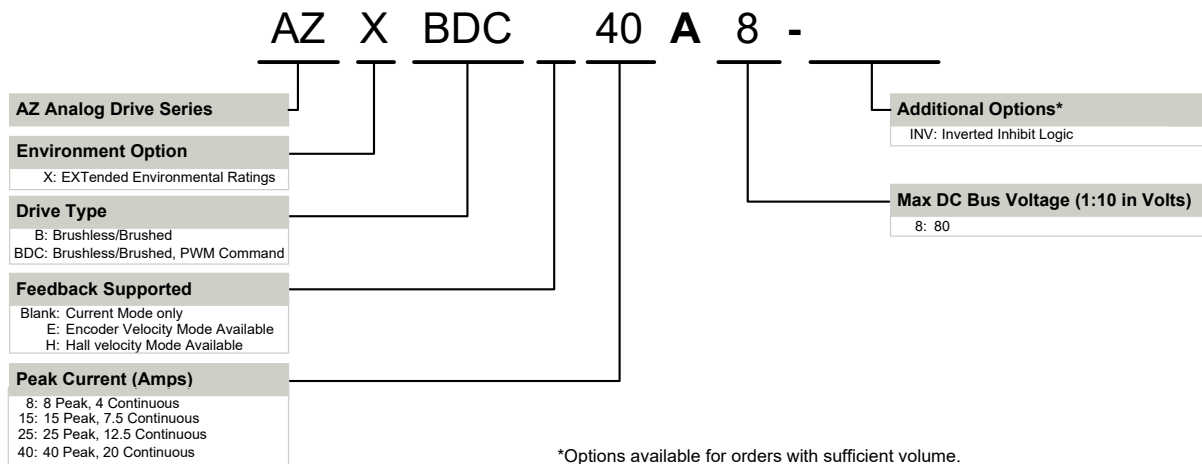 AZ X BDC 40 A 8 -
AZ Analog Drive Series
Environment Option
X: EXTended Environmental Ratings
Drive Type
B: Brushless/Brushed
BDC: Brushless/Brushed, PWM Command
Feedback Supported
Blank: Current Mode only
E: Encoder Velocity Mode Available
H: Hall velocity Mode Available
Peak Current (Amps)
8: 8 Peak, 4 Continuous
15: 15 Peak, 7.5 Continuous
25: 25 Peak, 12.5 Continuous
40: 40 Peak, 20 Continuous
Additional Options*
INV: Inverted Inhibit Logic
Max DC Bus Voltage (1:10 in Volts)
8: 80
*Options available for orders with sufficient volume.